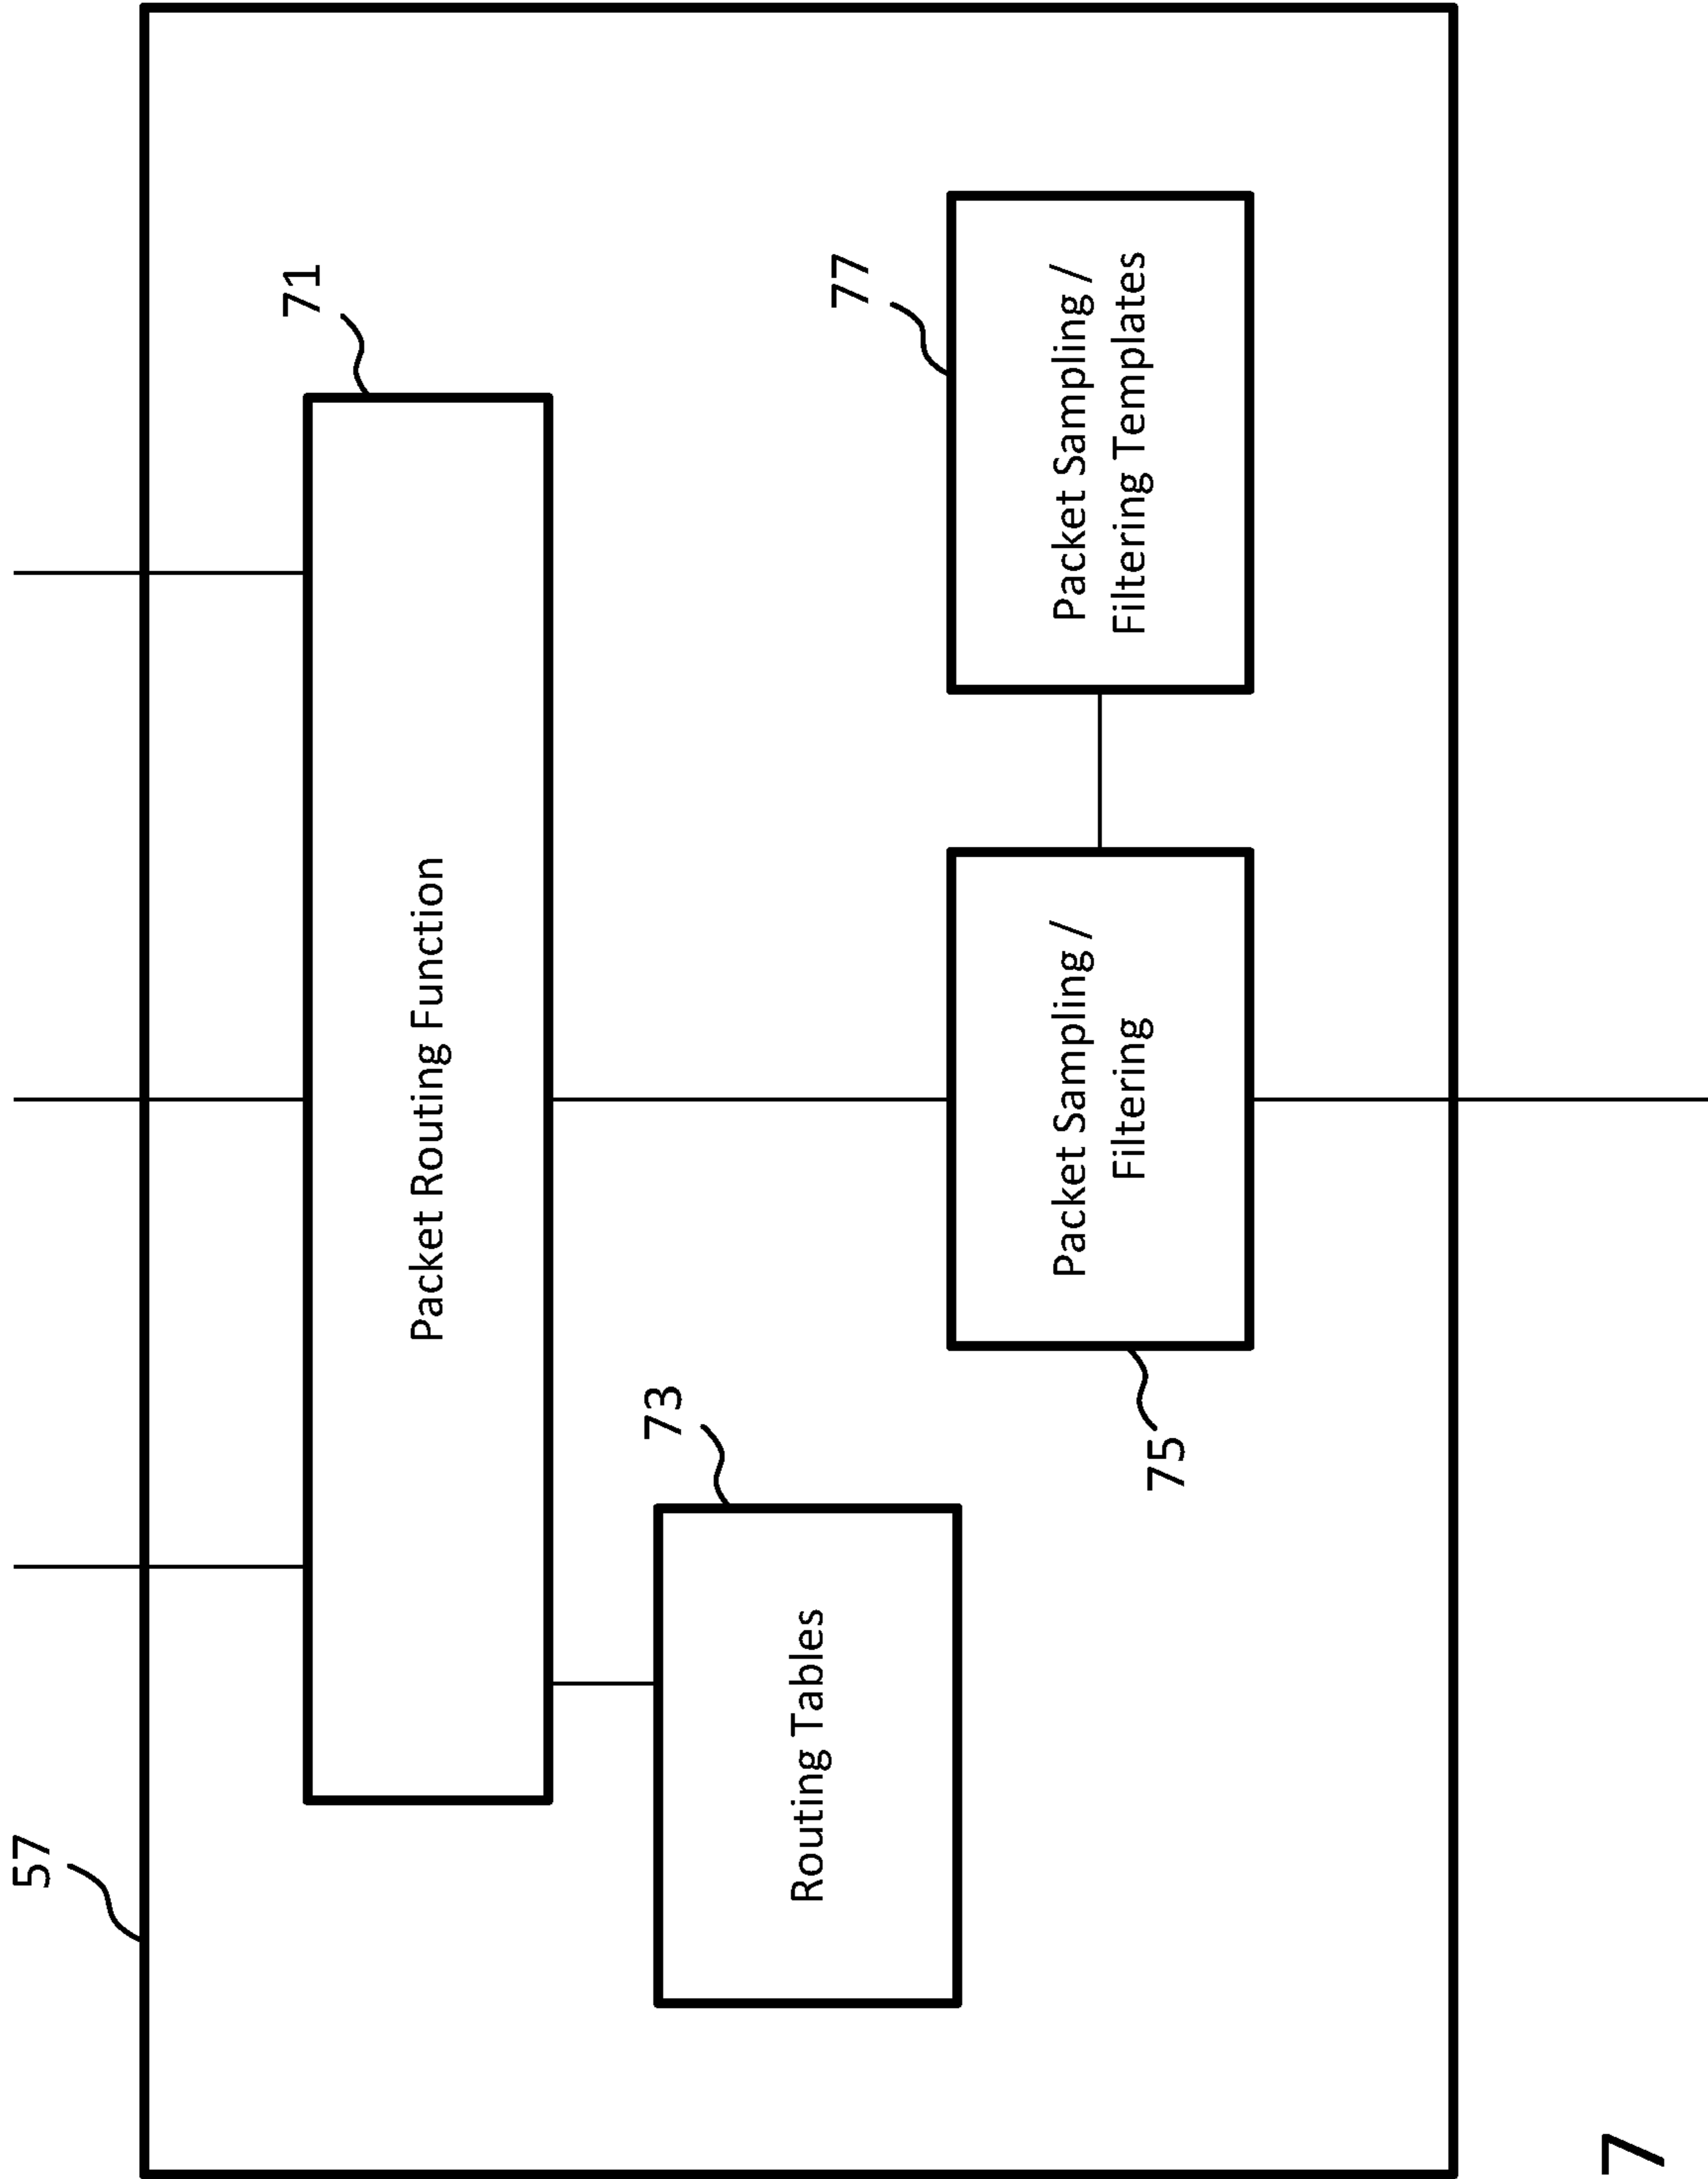 57
71
Packet Routing Function
73
Routing Tables
77
Packet Sampling /
Filtering
75
Packet Sampling /
Filtering Templates
7